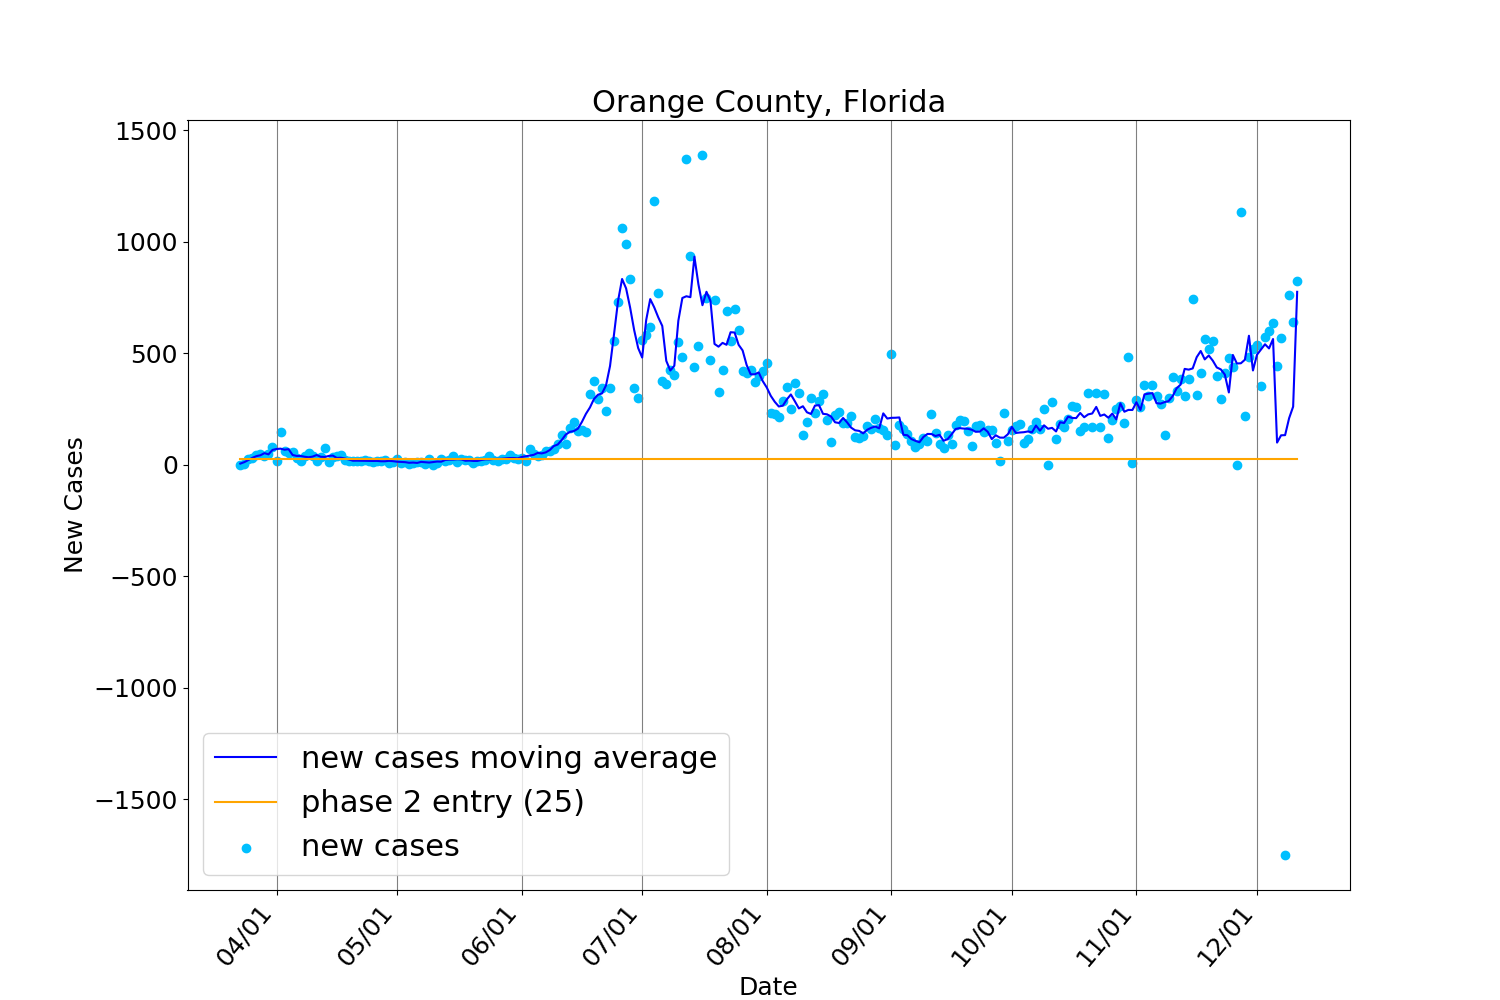 Orange County, Florida
1500
1000
500
0
−500
−1000
−1500
New Cases
new cases moving average
phase 2 entry (25)
new cases
04/01 05/01 06/01 07/01 08/01 09/01 10/01 11/01 12/01
Date